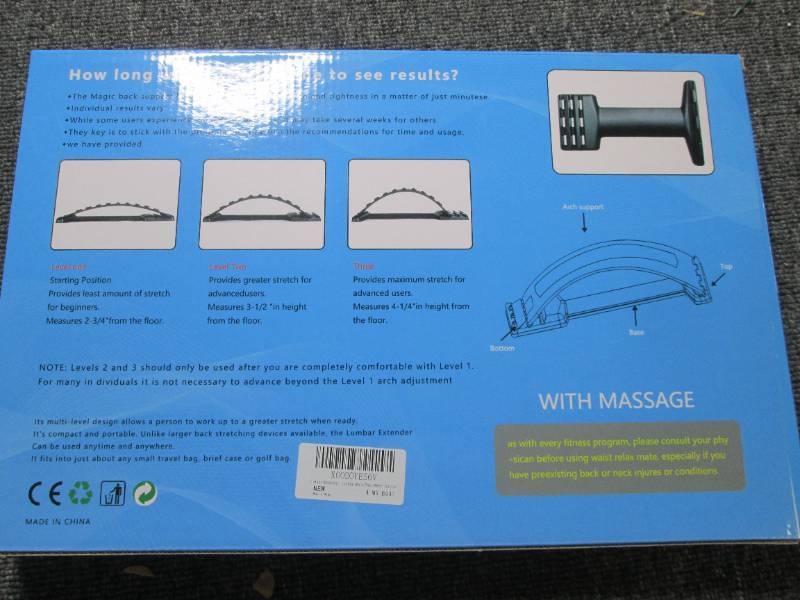 How long to see results?
•The Magic back support and tightness in a matter of just minutese.
•Individual results vary
•While some users experience may take several weeks for others
•They key is to stick with the the recommendations for time and usage.
•we have provided
Level
Starting Position
Provides least amount of stretch
for beginners.
Measures 2-3/4"from the floor.
Level Two
Provides greater stretch for
advancedusers.
Measures 3-1/2 "in height
from the floor.
Three
Provides maximum stretch for
advanced users.
Measures 4-1/4"in height from
the floor.
Arch support
Top
Base
Bottom
NOTE: Levels 2 and 3 should only be used after you are completely comfortable with Level 1.
For many in dividuals it is not necessary to advance beyond the Level 1 arch adjustment
WITH MASSAGE
as with every fitness program, please consult your phy
-sican before using waist relax mate, especially if you
have preexisting back or neck injures or conditions.
Its multi-level design allows a person to work up to a greater stretch when ready.
It's compact and portable. Unlike larger back stretching devices available, the Lumbar Extender
Can be used anytime and anywhere.
It fits into just about any small travel bag, brief case or golf bag.
NEW
CE
MADE IN CHINA